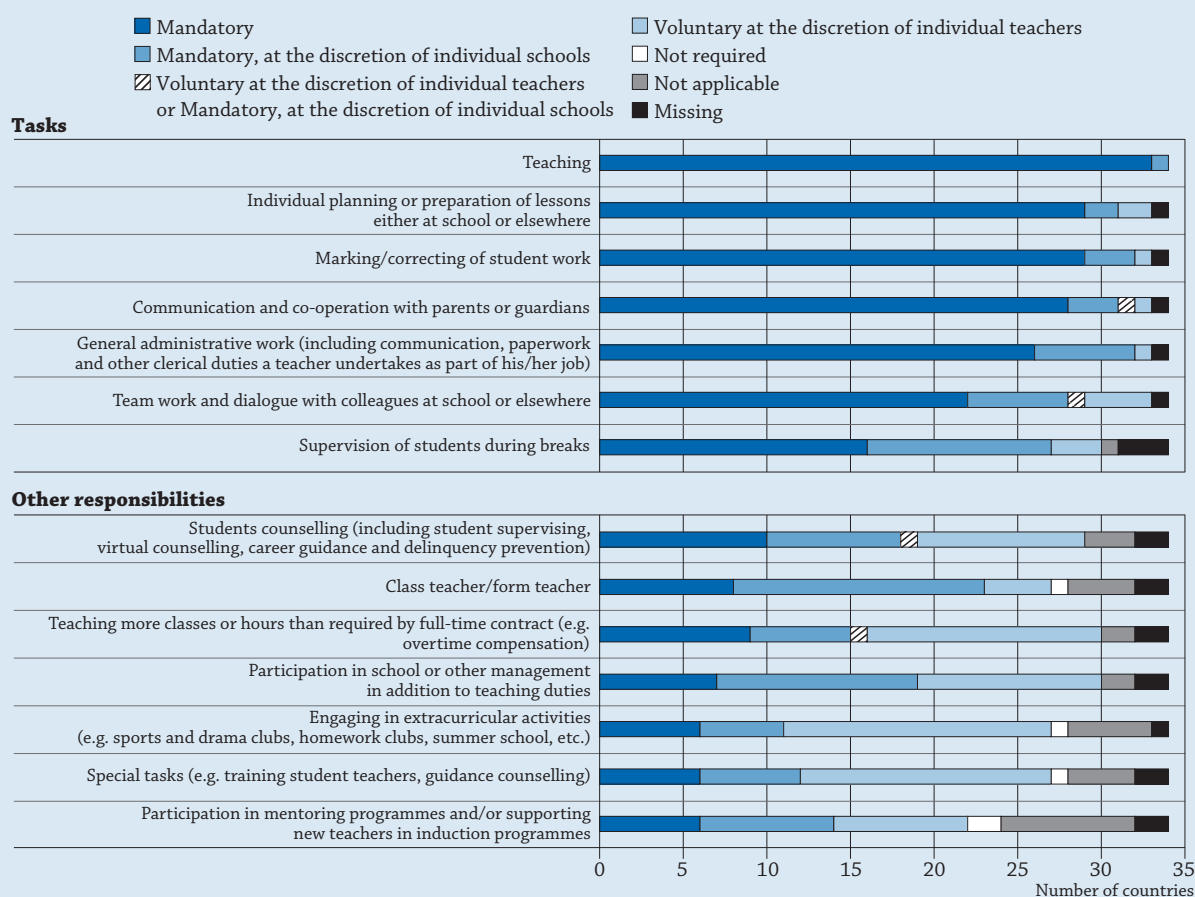 Mandatory
Mandatory, at the discretion of individual schools
Voluntary at the discretion of individual teachers
or Mandatory, at the discretion of individual schools
Voluntary at the discretion of individual teachers
Not required
Not applicable
Missing
Tasks
Teaching
Individual planning or preparation of lessons
either at school or elsewhere
Marking/correcting of student work
Communication and co-operation with parents or guardians
General administrative work (including communication, paperwork
and other clerical duties a teacher undertakes as part of his/her job)
Team work and dialogue with colleagues at school or elsewhere
Supervision of students during breaks
Other responsibilities
Students counselling (including student supervising,
virtual counselling, career guidance and delinquency prevention)
Class teacher/form teacher
Teaching more classes or hours than required by full-time contract (e.g.
overtime compensation)
Participation in school or other management
in addition to teaching duties
Engaging in extracurricular activities
(e.g. sports and drama clubs, homework clubs, summer school, etc.)
Special tasks (e.g. training student teachers, guidance counselling)
Participation in mentoring programmes and/or supporting
new teachers in induction programmes
0 5 10 15 20 25 30 35
Number of countries